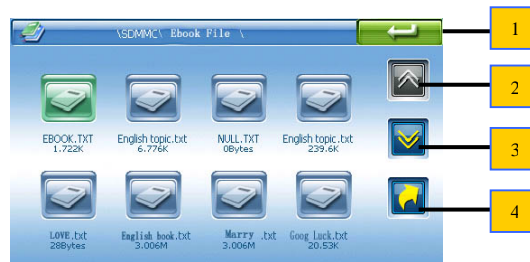 \SDMMC\ Ebook File \
1
2
EBOOK.TXT English topic.txt NULL.TXT English topic.txt
1.722K 6.776K 0Bytes 239.6K
3
4
LOVE.txt English book.txt Marry .txt Goog Luck.txt
28Bytes 3.006M 3.006M 20.53K